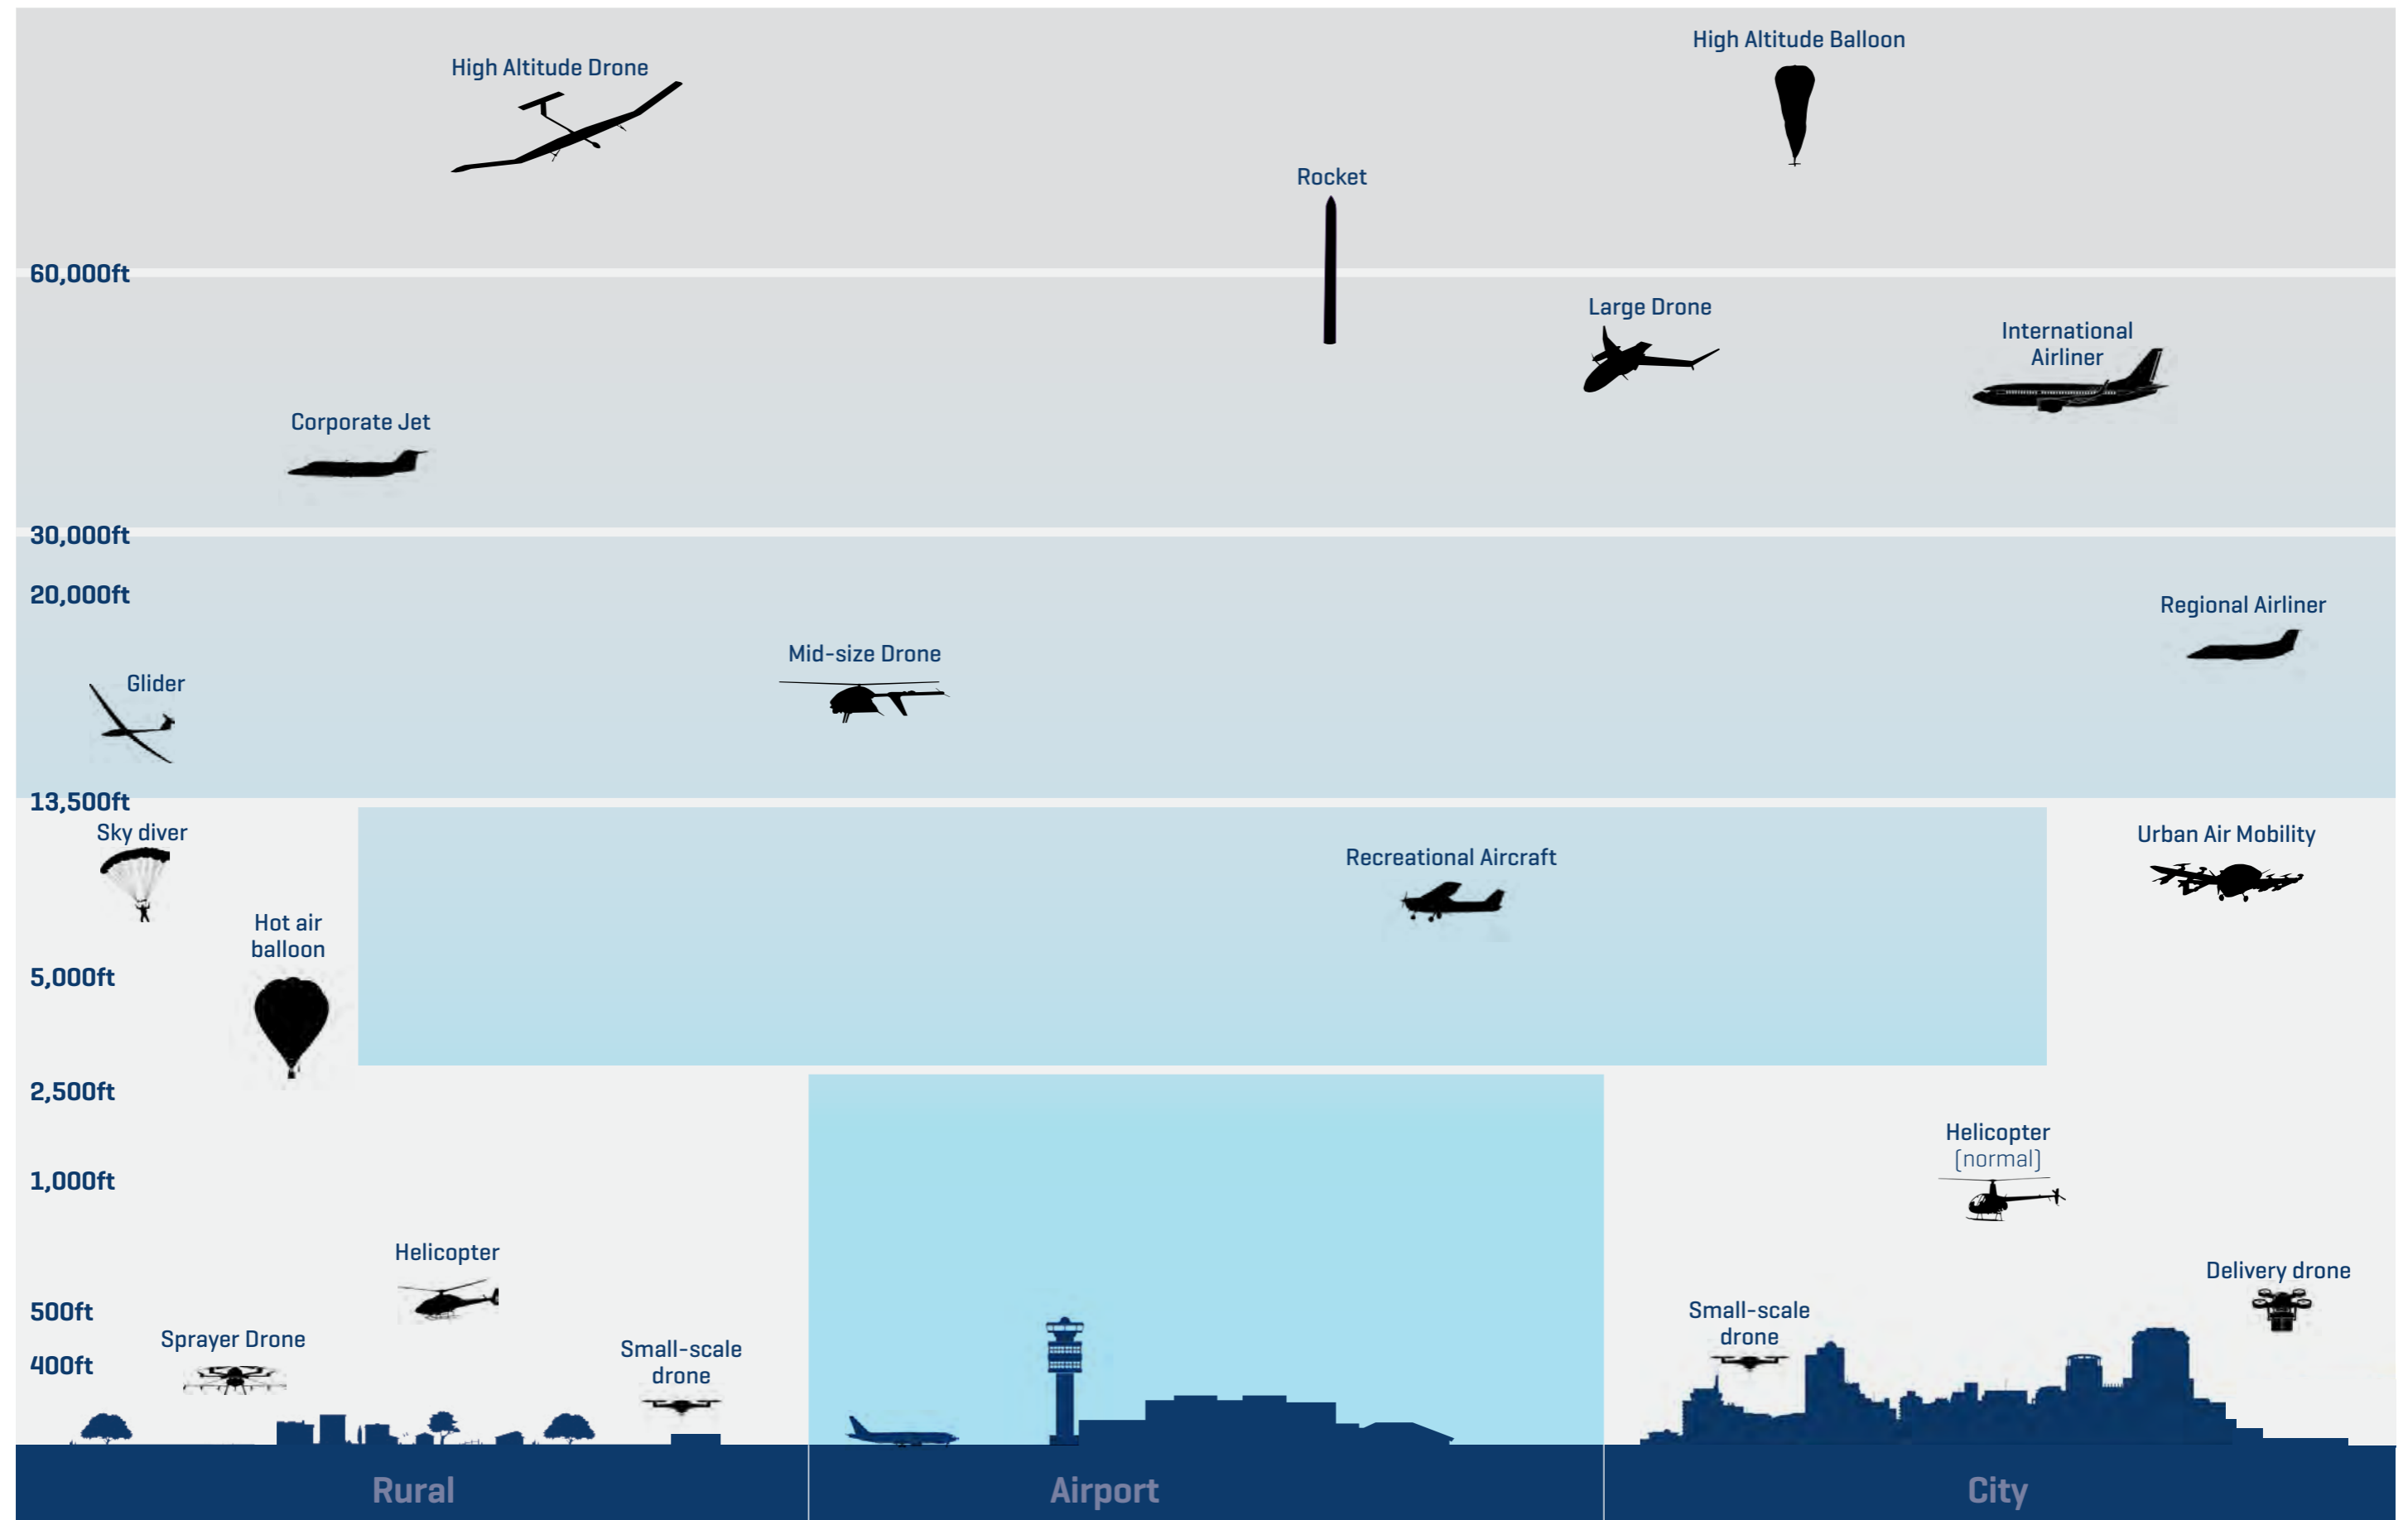 High Altitude Balloon
High Altitude Drone
Rocket
60,000ft
Large Drone
International
Airliner
Corporate Jet
30,000ft
20,000ft
Regional Airliner
Mid-size Drone
Glider
13,500ft
Sky diver
Urban Air Mobility
Recreational Aircraft
Hot air
balloon
5,000ft
2,500ft
Helicopter
(normal)
1,000ft
Helicopter
Delivery drone
500ft
Small-scale
drone
Sprayer Drone
Small-scale
drone
400ft
Rural
Airport
City